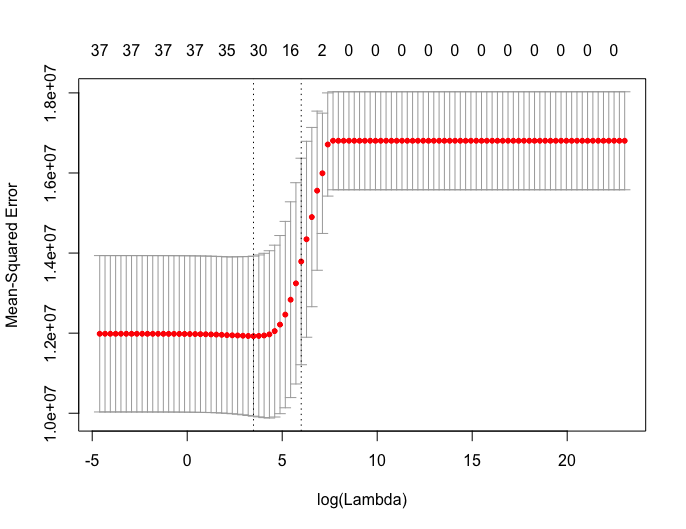 37 37 37 37 35 30 16 2 0 0 0 0 0 0 0 0 0
Mean-Squared Error
1.8e+07
1.6e+07
1.4e+07
1.2e+07
1.0e+07
-5 0 5 10 15 20
log(Lambda)